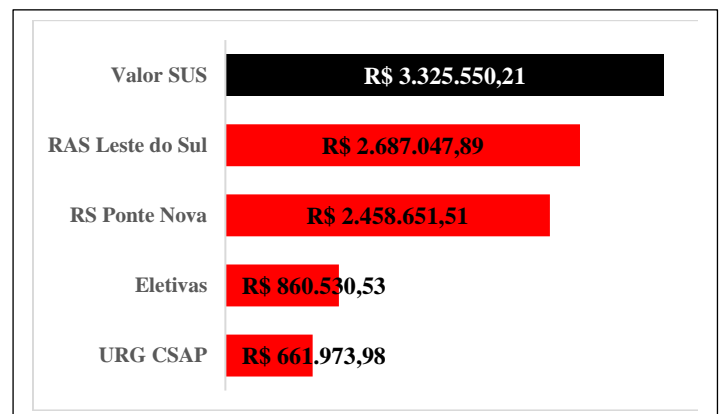 Valor SUS R$ 3.325.550,21
RAS Leste do Sul R$ 2.687.047,89
RS Ponte Nova R$ 2.458.651,51
Eletivas R$ 860.530,53
URG CSAP R$ 661.973,98